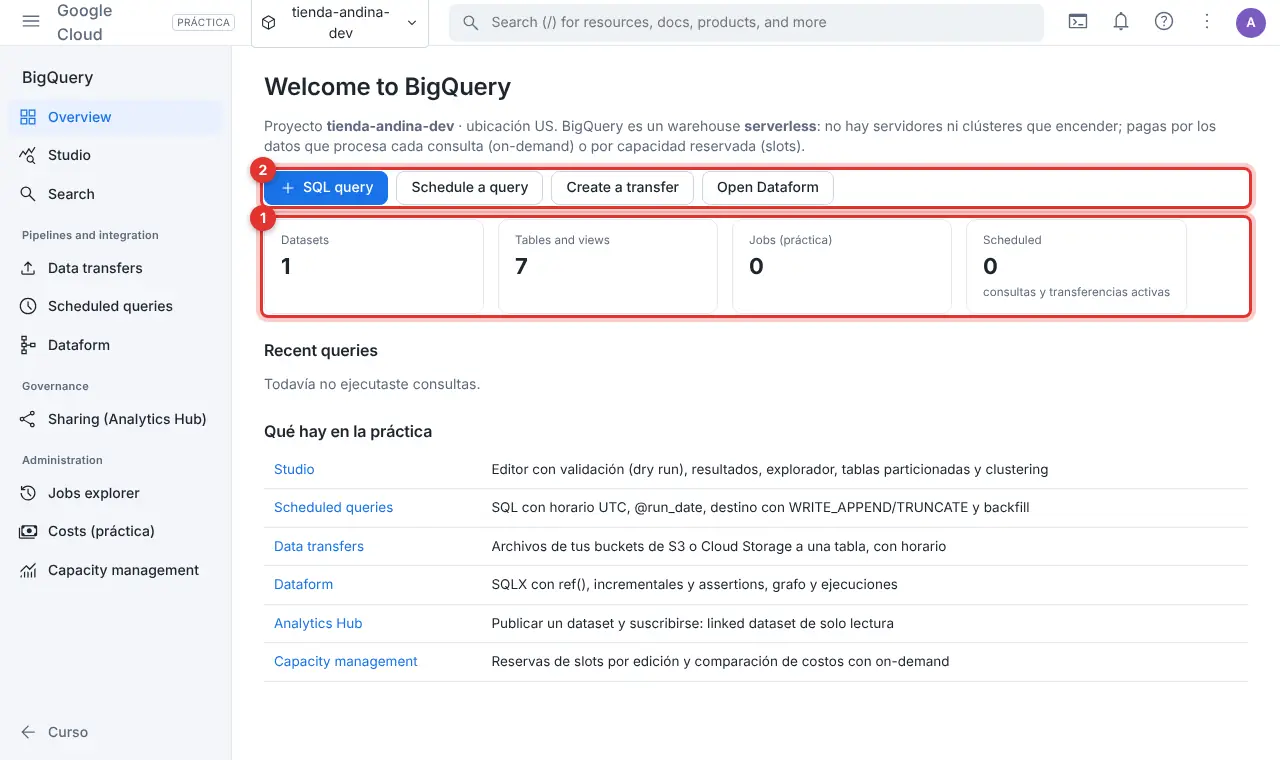 Google Cloud
PRÁCTICA
tienda-andina-dev
Search (/) for resources, docs, products, and more
A
BigQuery
Overview
Studio
Search
Pipelines and integration
Data transfers
Scheduled queries
Dataform
Governance
Sharing (Analytics Hub)
Administration
Jobs explorer
Costs (práctica)
Capacity management
Curso
Welcome to BigQuery
Proyecto tienda-andina-dev · ubicación US. BigQuery es un warehouse serverless: no hay servidores ni clústeres que encender; pagas por los
datos que procesa cada consulta (on-demand) o por capacidad reservada (slots).
2
+ SQL query
Schedule a query
Create a transfer
Open Dataform
1
Datasets
1
Tables and views
7
Jobs (práctica)
0
Scheduled
0
consultas y transferencias activas
Recent queries
Todavía no ejecutaste consultas.
Qué hay en la práctica
Studio Editor con validación (dry run), resultados, explorador, tablas particionadas y clustering
Scheduled queries SQL con horario UTC, @run_date, destino con WRITE_APPEND/TRUNCATE y backfill
Data transfers Archivos de tus buckets de S3 o Cloud Storage a una tabla, con horario
Dataform SQLX con ref(), incrementales y assertions, grafo y ejecuciones
Analytics Hub Publicar un dataset y suscribirse: linked dataset de solo lectura
Capacity management Reservas de slots por edición y comparación de costos con on-demand